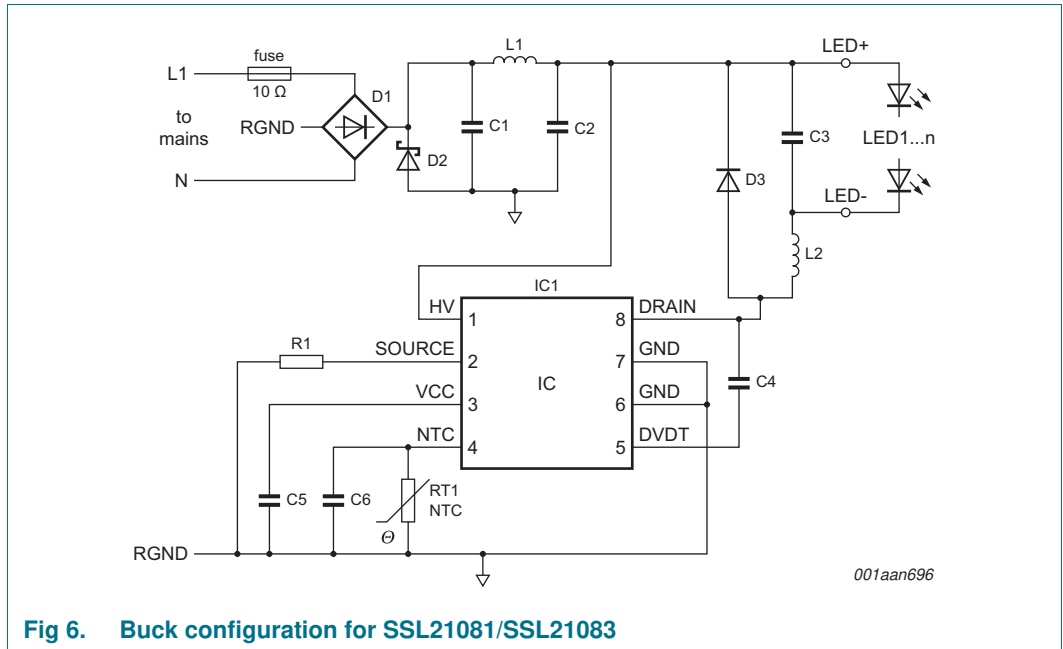 L1
fuse
10 Ω
to
mains
RGND
N
D1
D2
C1
L1
C2
LED+
LED1...n
LED-
C3
D3
L2
IC1
HV
1
DRAIN
8
R1
SOURCE
2
GND
7
IC
C4
VCC
3
GND
6
NTC
4
DVDT
5
C5
C6
RT1
NTC
Θ
RGND
001aan696
Fig 6. Buck configuration for SSL21081/SSL21083